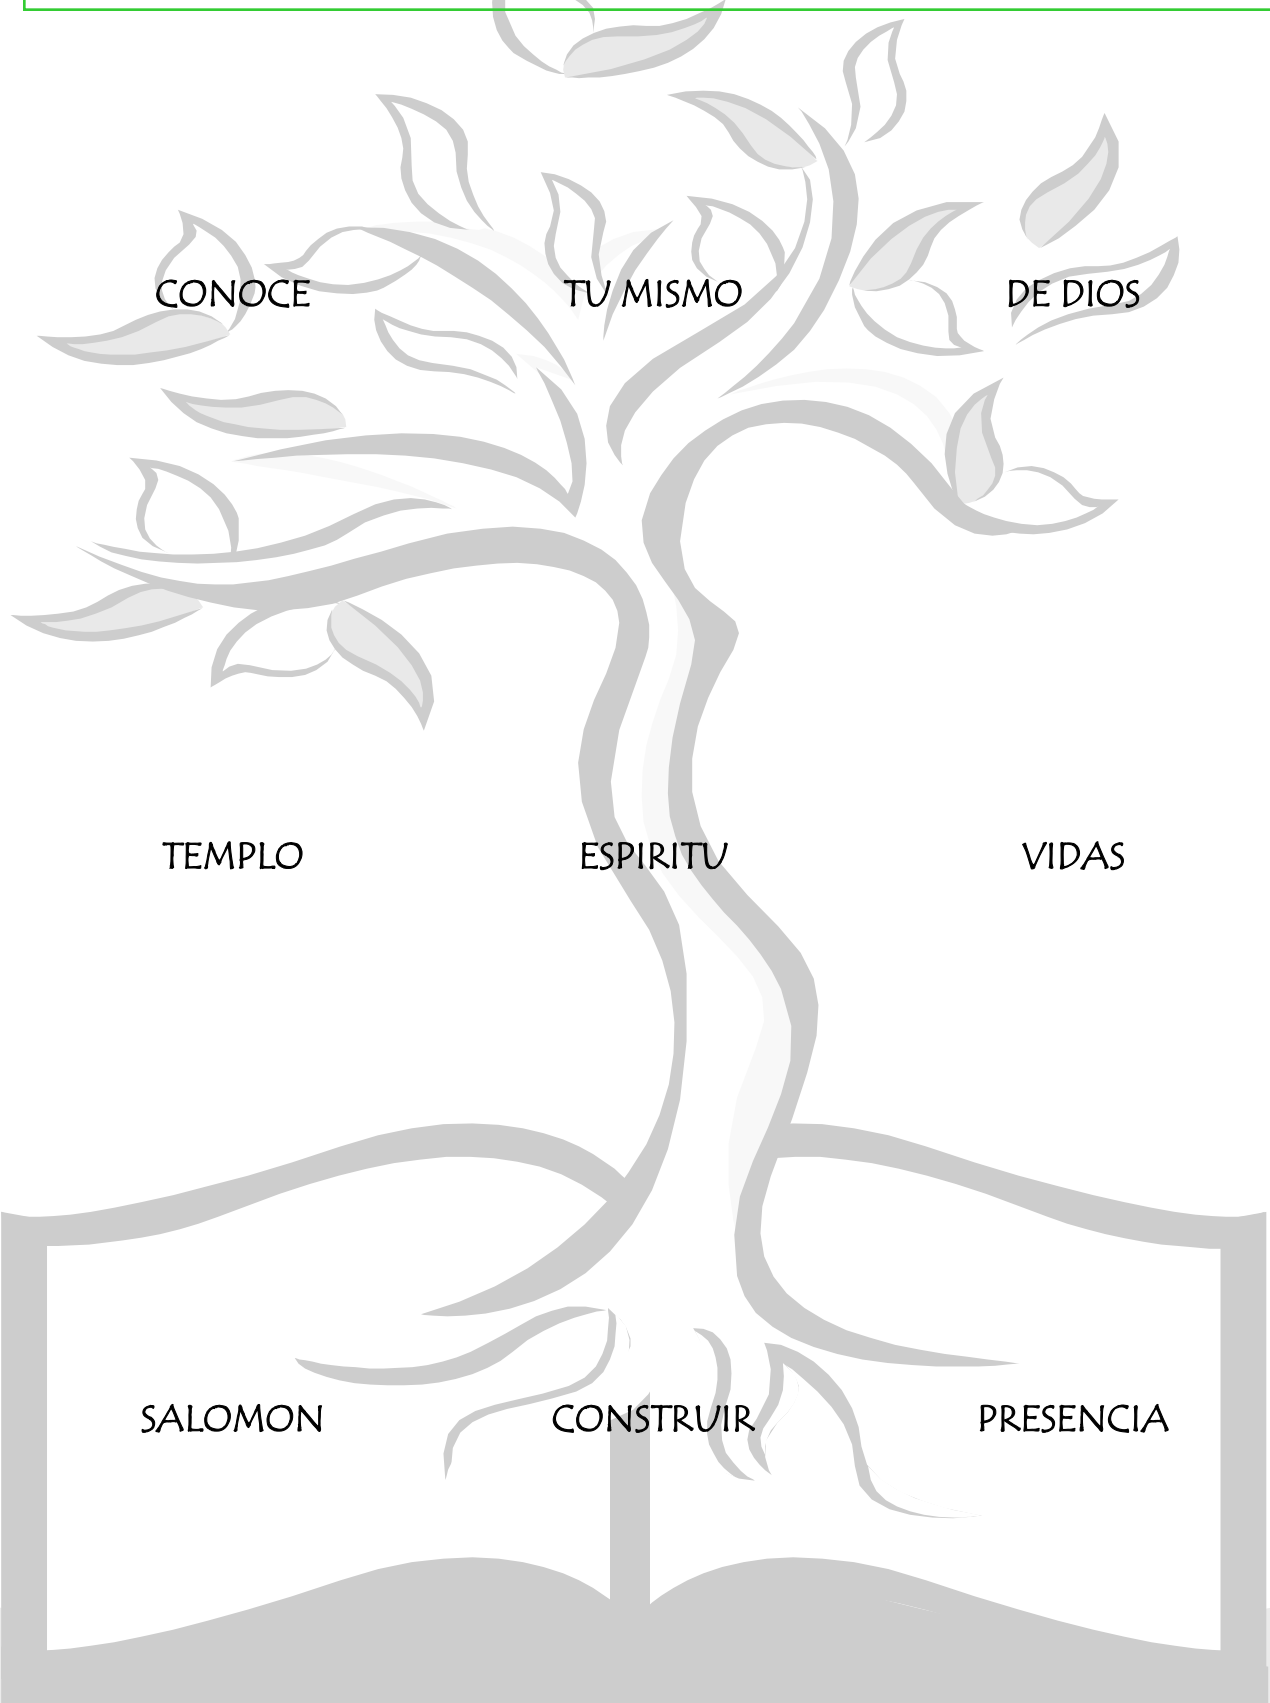 CONOCE TU MISMO DE DIOS
TEMPLO ESPIRITU VIDAS
SALOMON CONSTRUIR PRESENCIA